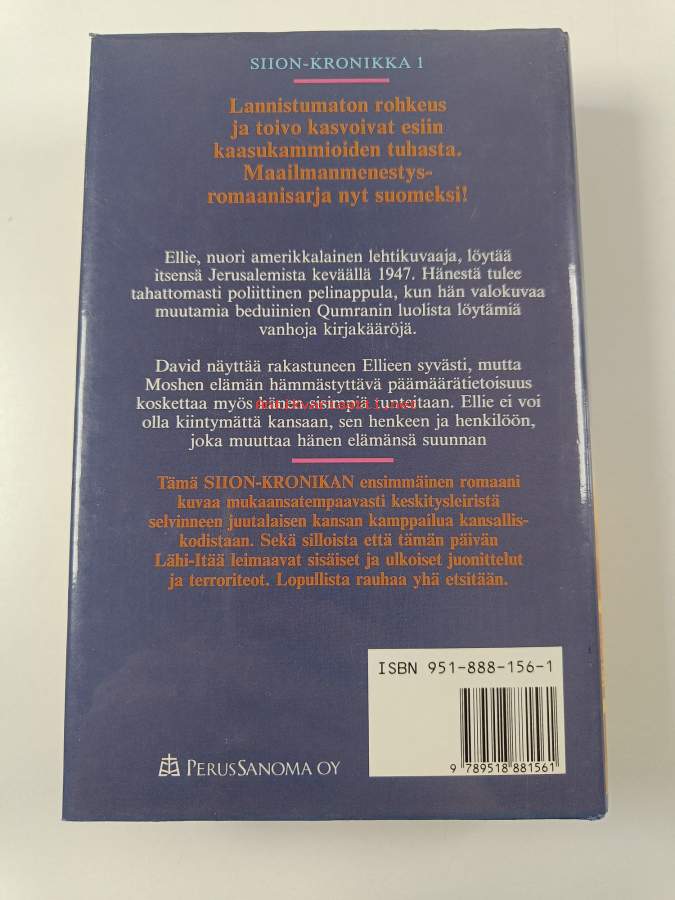 SIION-KRONIKKA 1
Lannistumaton rohkeus
ja toivo kasvoivat esiin
kaasukammioiden tuhasta.
Maailmanmenestys-
romaanisarja nyt suomeksi!
Ellie, nuori amerikkalainen lehtikuvaaja, löytää
itsensä Jerusalemista keväällä 1947. Hänestä tulee
tahattomasti poliittinen pelinappula, kun hän valokuvaa
muutamia beduiinien Qumranin luolista löytämiä
vanhoja kirjakääröjä.
David näyttää rakastuneen Ellieen syvästi, mutta
Moshen elämän hämmästyttävä päämäärätietoisuus
koskettaa myös hänen sisimpiä tunteitaan. Ellie ei voi
olla kiintymättä kansaan, sen henkeen ja henkilöön,
joka muuttaa hänen elämänsä suunnan
Tämä SIION-KRONIKAN ensimmäinen romaani
kuvaa mukaansatempaavasti keskitysleiristä
selvinneen juutalaisen kansan kamppailua kansallis-
kodistaan. Sekä silloista että tämän päivän
Lähi-Itää leimaavat sisäiset ja ulkoiset juonittelut
ja terroriteot. Lopullista rauhaa yhä etsitään.
ISBN 951-888-156-1
9 789518 881561
PERUSSANOMA OY